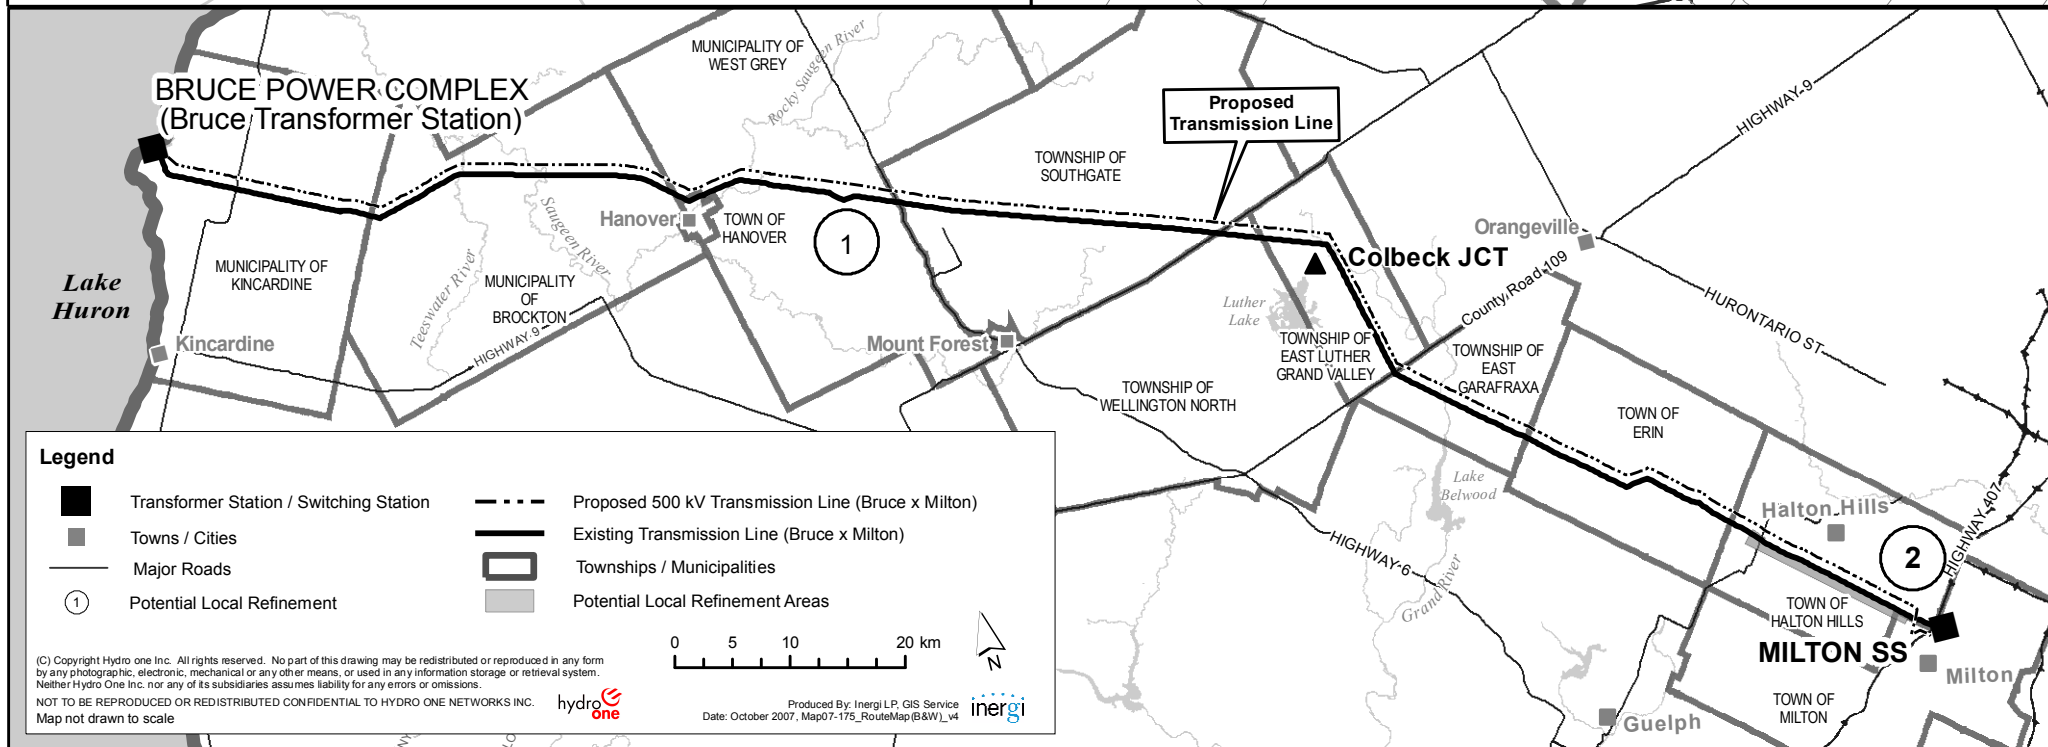 MUNICIPALITY OF
WEST GREY
Rocky Saugeen River
BRUCE POWER COMPLEX
(Bruce Transformer Station)
Proposed
Transmission Line
HIGHWAY 9
TOWNSHIP OF
SOUTHGATE
Hanover
TOWN OF
HANOVER
1
Saugeen River
Teeswater River
Orangeville
Colbeck JCT
County Road 109
HURONTARIO ST
Lake
Huron
MUNICIPALITY OF
KINCARDINE
MUNICIPALITY
OF
BROCKTON
HIGHWAY 9
Kincardine
Mount Forest
Luther
Lake
TOWNSHIP OF
EAST LUTHER
GRAND VALLEY
TOWNSHIP OF
EAST
GARAFRAXA
TOWNSHIP OF
WELLINGTON NORTH
TOWN OF
ERIN
Lake
Belwood
Halton Hills
HIGHWAY 407
2
HIGHWAY 6
Grand River
TOWN OF
HALTON HILLS
MILTON SS
Milton
TOWN OF
MILTON
Guelph
Legend
Transformer Station / Switching Station
Towns / Cities
Major Roads
1
Potential Local Refinement
Proposed 500 kV Transmission Line (Bruce x Milton)
Existing Transmission Line (Bruce x Milton)
Townships / Municipalities
Potential Local Refinement Areas
0 5 10 20 km
N
(C) Copyright Hydro one Inc. All rights reserved. No part of this drawing may be redistributed or reproduced in any form
by any photographic, electronic, mechanical or any other means, or used in any information storage or retrieval system.
Neither Hydro One Inc. nor any of its subsidiaries assumes liability for any errors or omissions.
NOT TO BE REPRODUCED OR REDISTRIBUTED CONFIDENTIAL TO HYDRO ONE NETWORKS INC.
Map not drawn to scale
hydro
one
Produced By: Inergi LP, GIS Service
Date: October 2007, Map07-175_RouteMap(B&W)_v4
inergi